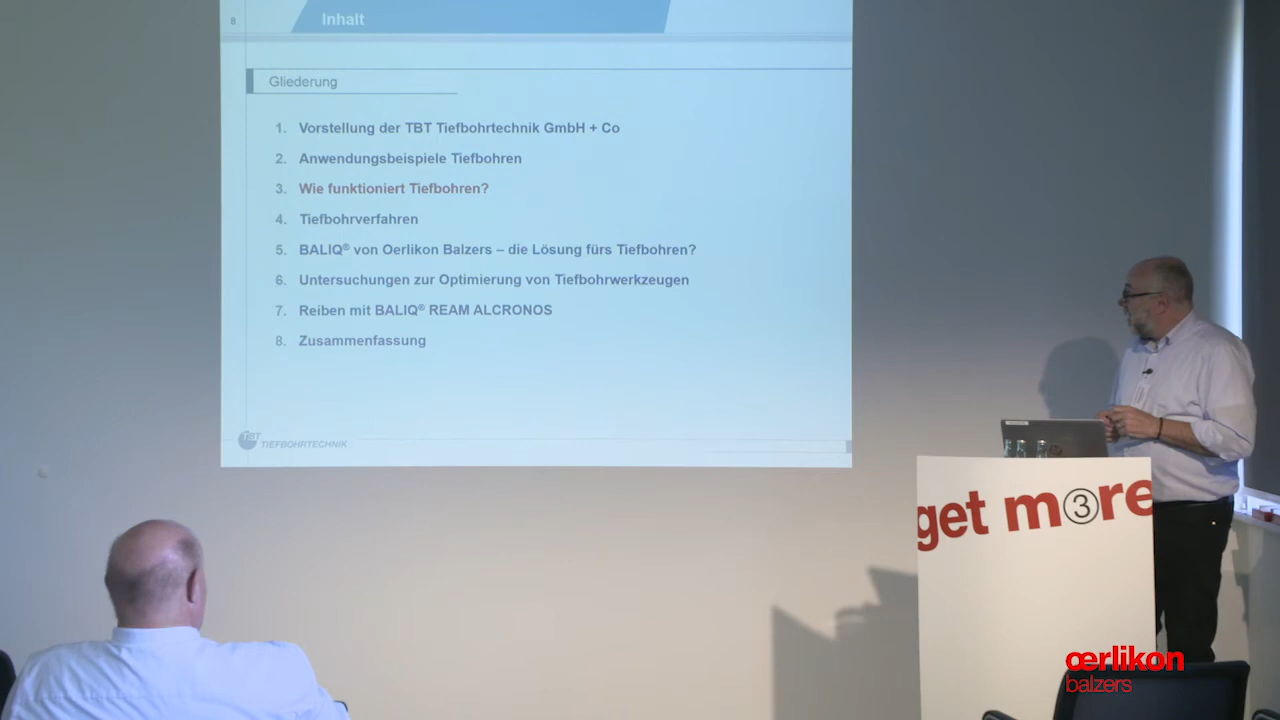 8
Inhalt
Gliederung
1. Vorstellung der TBT Tiefbohrtechnik GmbH + Co
2. Anwendungsbeispiele Tiefbohren
3. Wie funktioniert Tiefbohren?
4. Tiefbohrverfahren
5. BALIQ® von Oerlikon Balzers – die Lösung fürs Tiefbohren?
6. Untersuchungen zur Optimierung von Tiefbohrwerkzeugen
7. Reiben mit BALIQ® REAM ALCRONOS
8. Zusammenfassung
TBT TIEFBOHRTECHNIK
get m3re
œrlikon
balzers